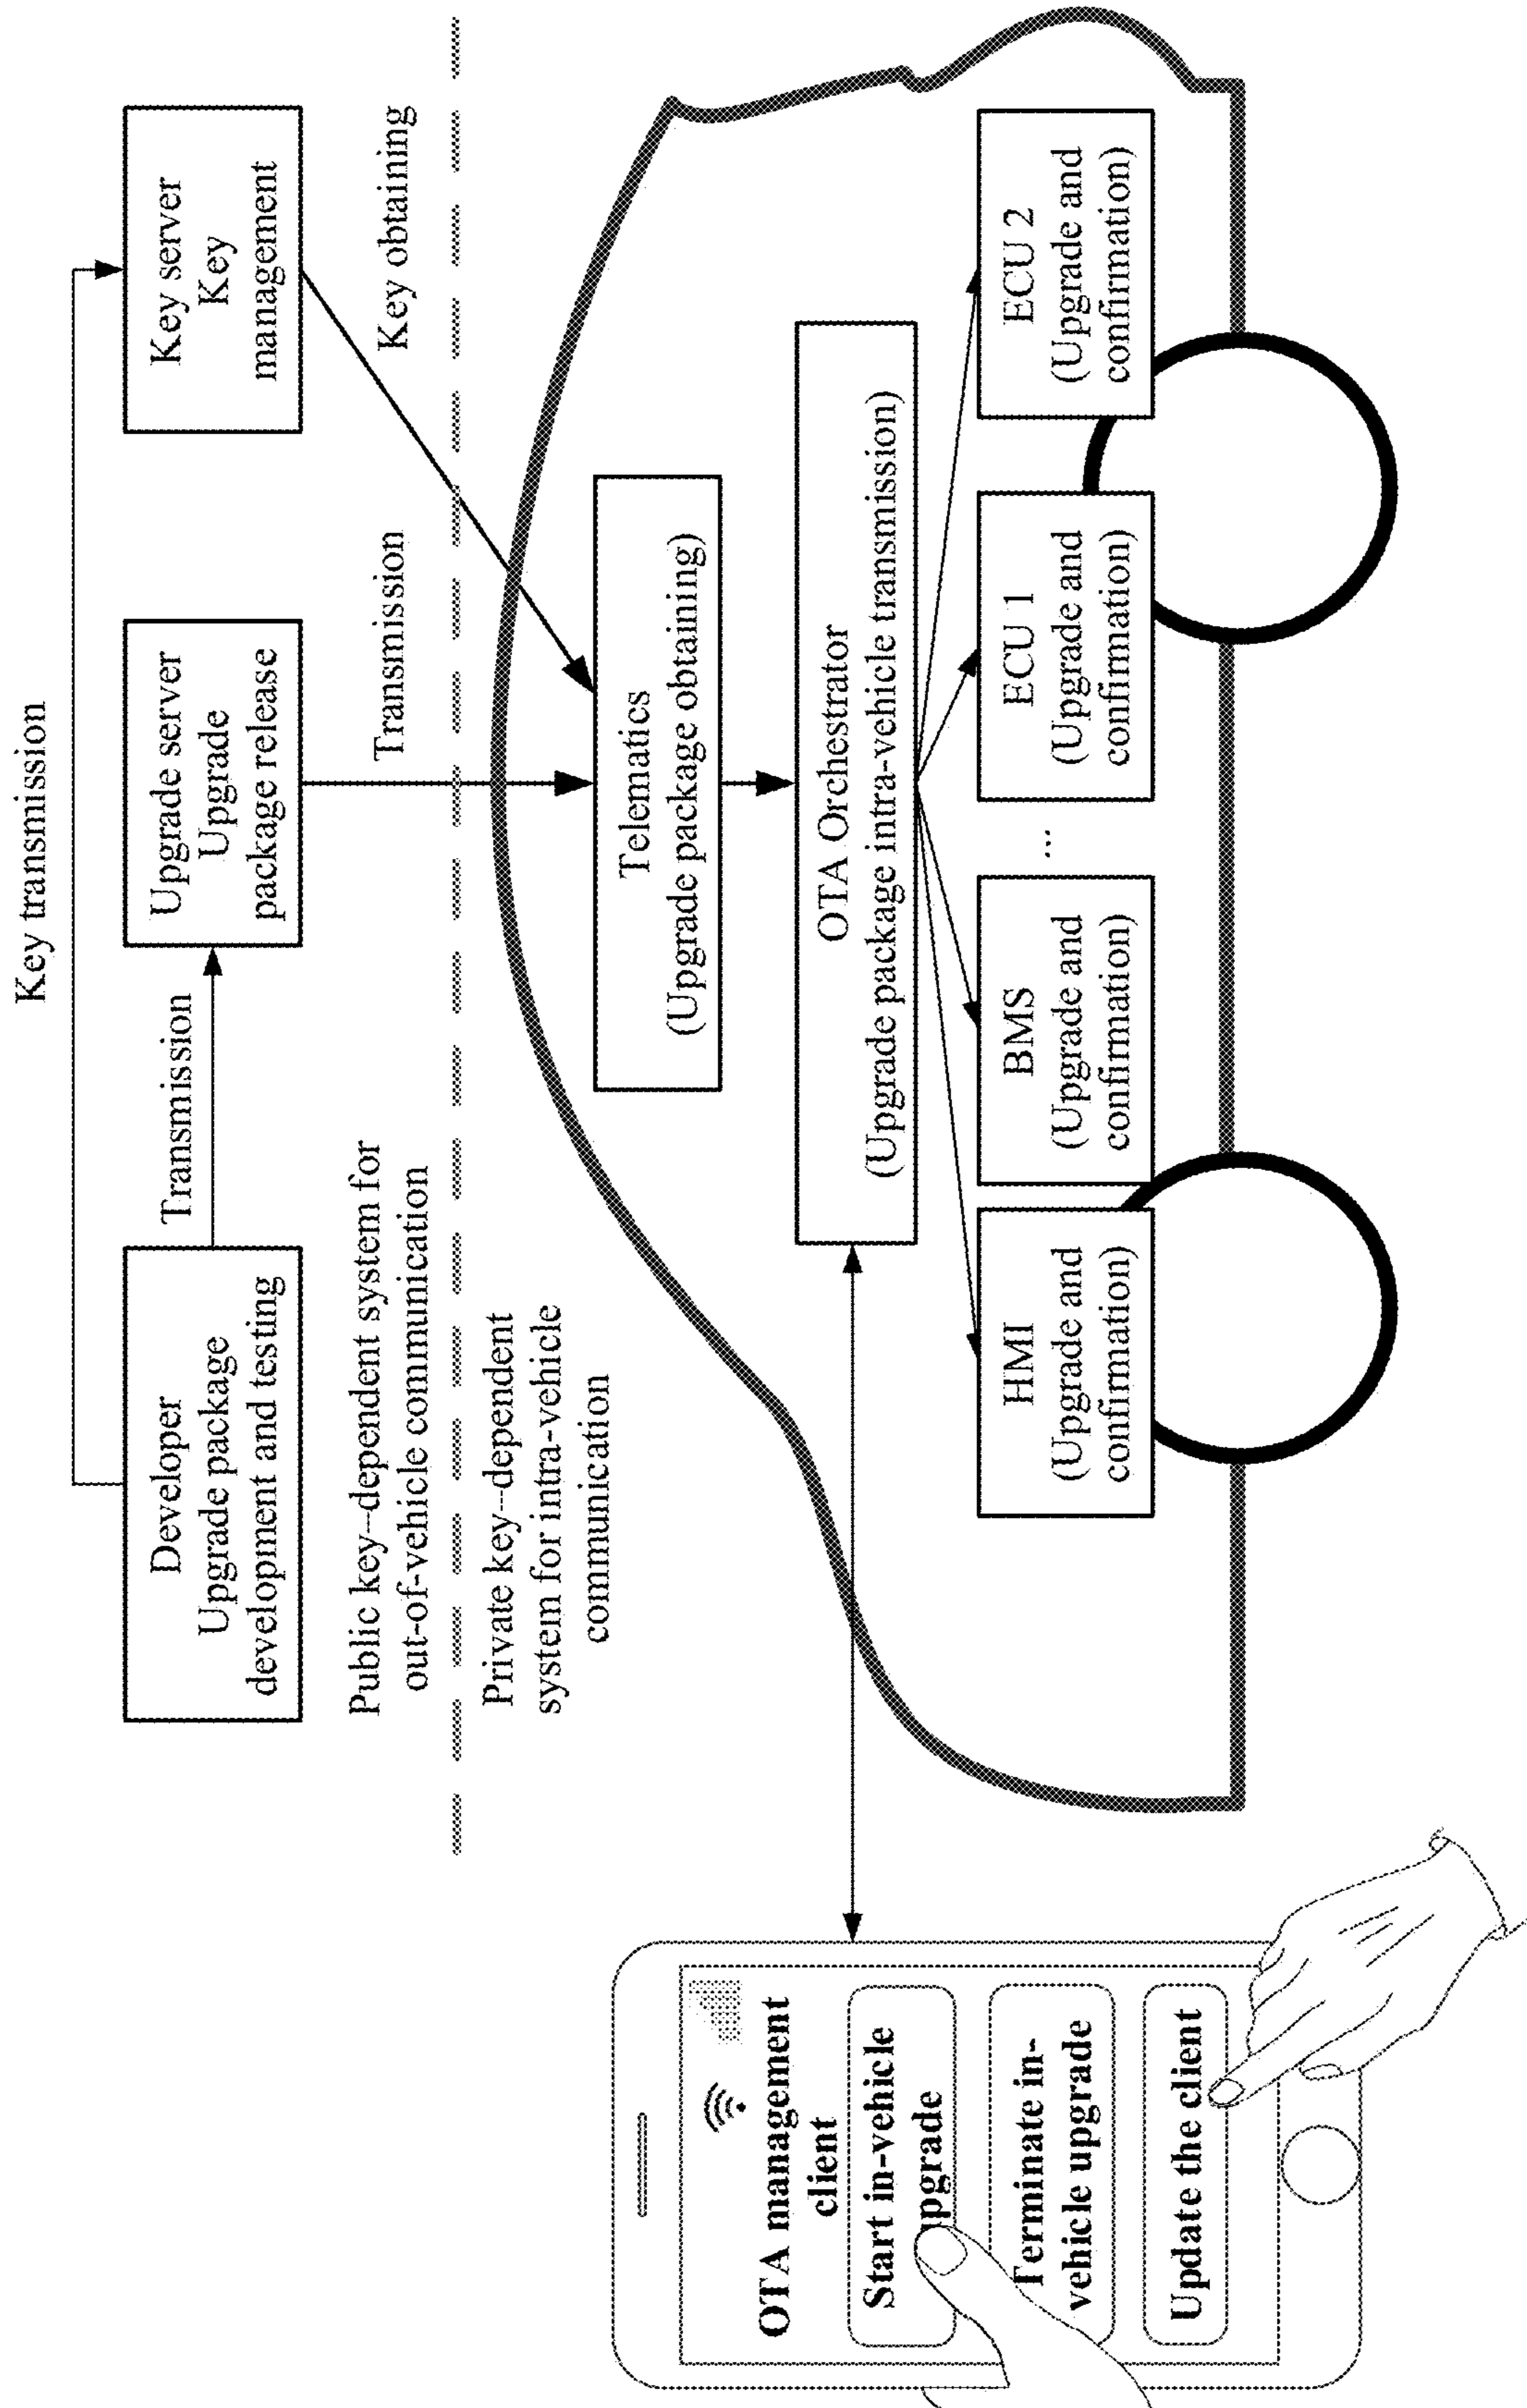 Key transmission
Developer
Upgrade package
development and testing
Transmission
Upgrade server
Upgrade
package release
Key server
Key
management
Public key--dependent system for
out-of-vehicle communication
Transmission
Key obtaining
Private key--dependent
system for intra-vehicle
communication
Telematics
(Upgrade package obtaining)
OTA Orchestrator
(Upgrade package intra-vehicle transmission)
HMI
(Upgrade and
confirmation)
BMS
(Upgrade and
confirmation)
...
ECU 1
(Upgrade and
confirmation)
ECU 2
(Upgrade and
confirmation)
OTA management
client
Start in-vehicle
upgrade
Terminate in-
vehicle upgrade
Update the client